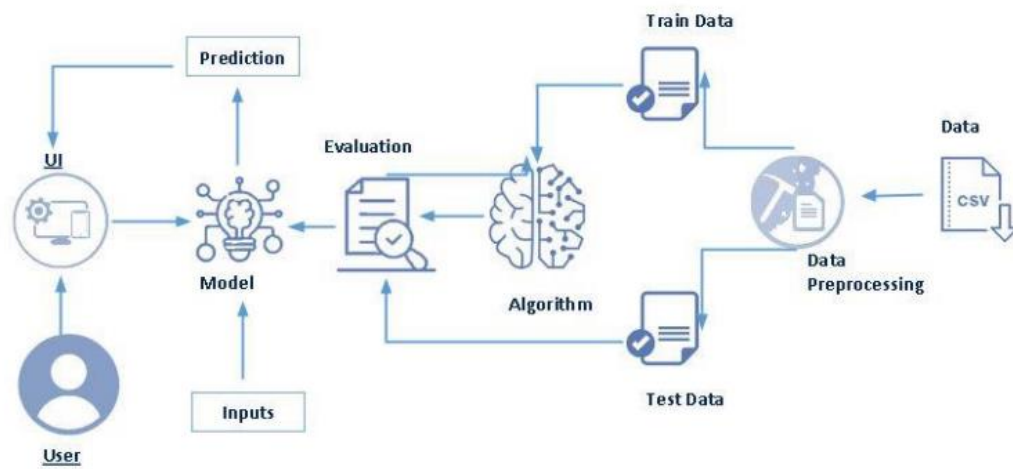 Train Data
Prediction
Data
Evaluation
UI
CSV
Model
Data
Preprocessing
Algorithm
Inputs
Test Data
User